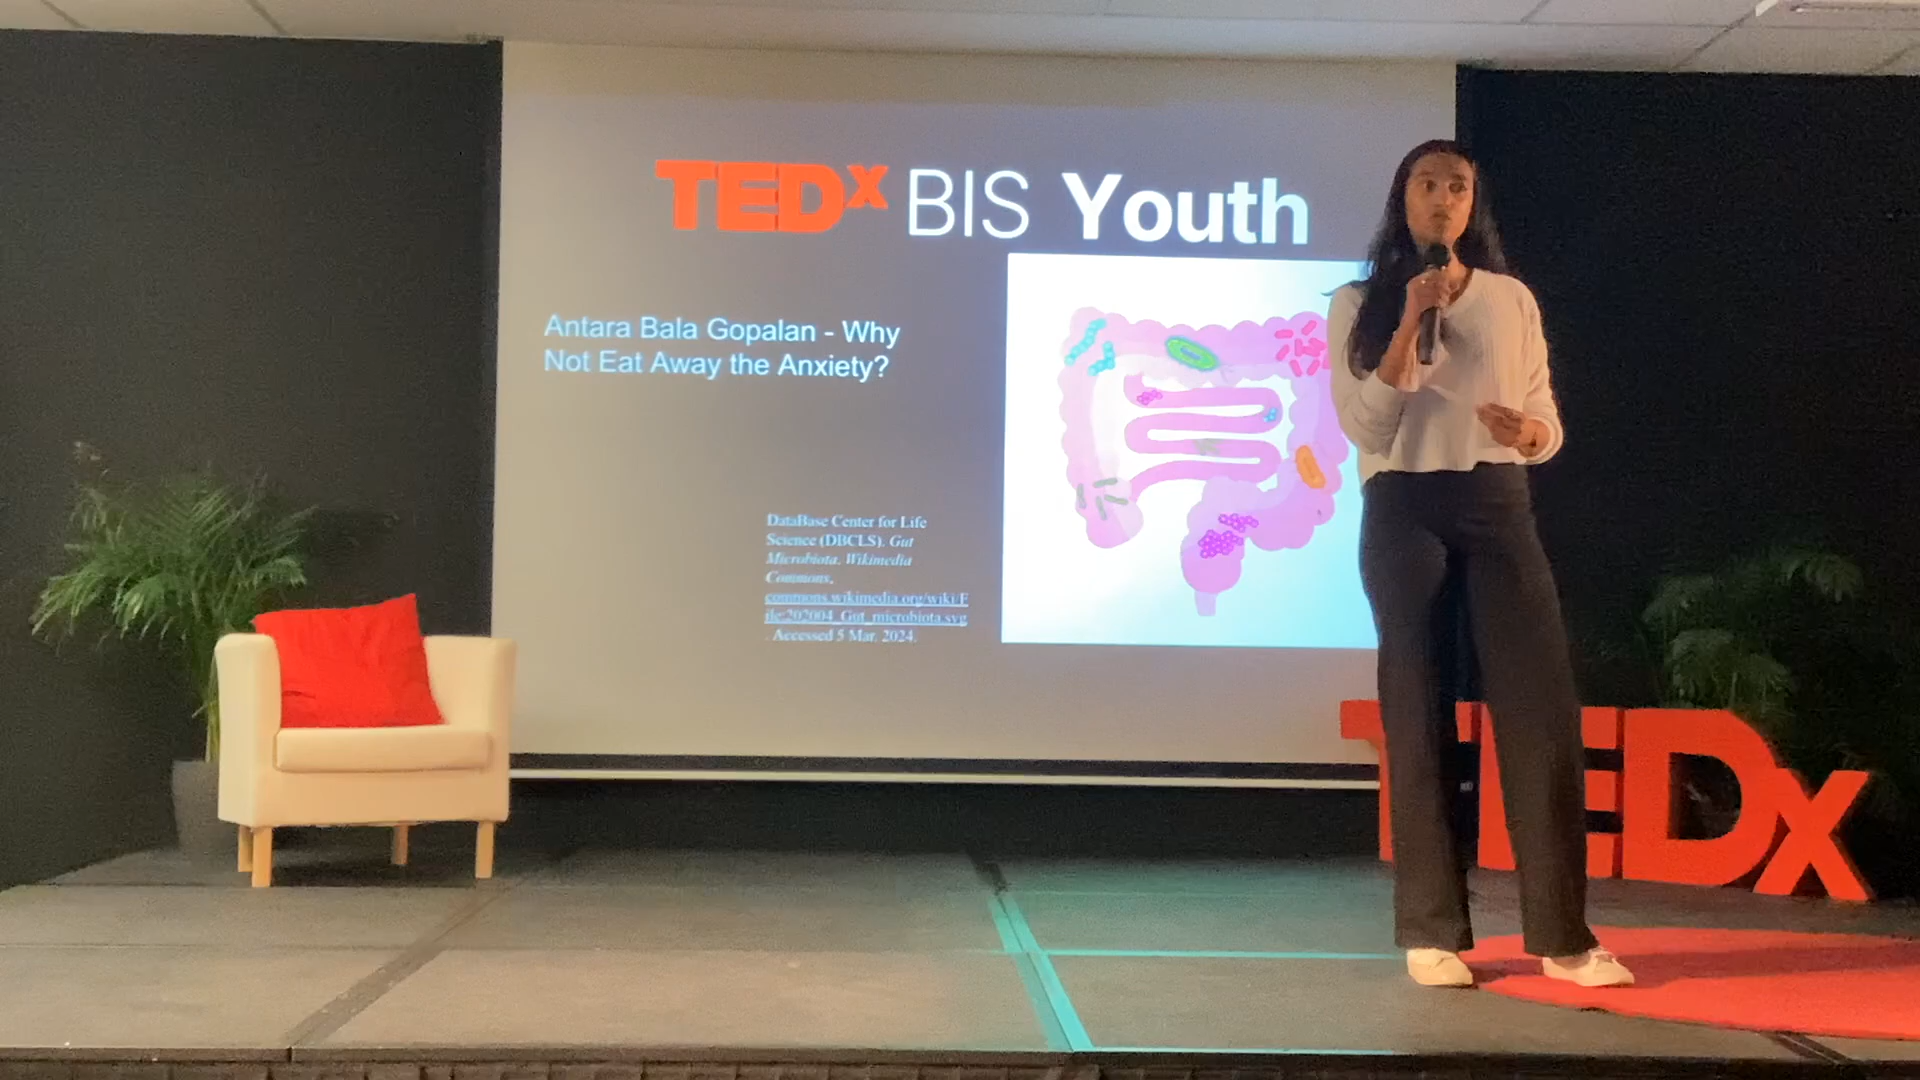 TEDx BIS Youth
Antara Bala Gopalan - Why
Not Eat Away the Anxiety?
DataBase Center for Life
Science (DBCLS). Gut
Microbiota. Wikimedia
Commons,
commons.wikimedia.org/wiki/F
ile:202004_Gut_microbiota.svg
. Accessed 5 Mar. 2024.
TEDx